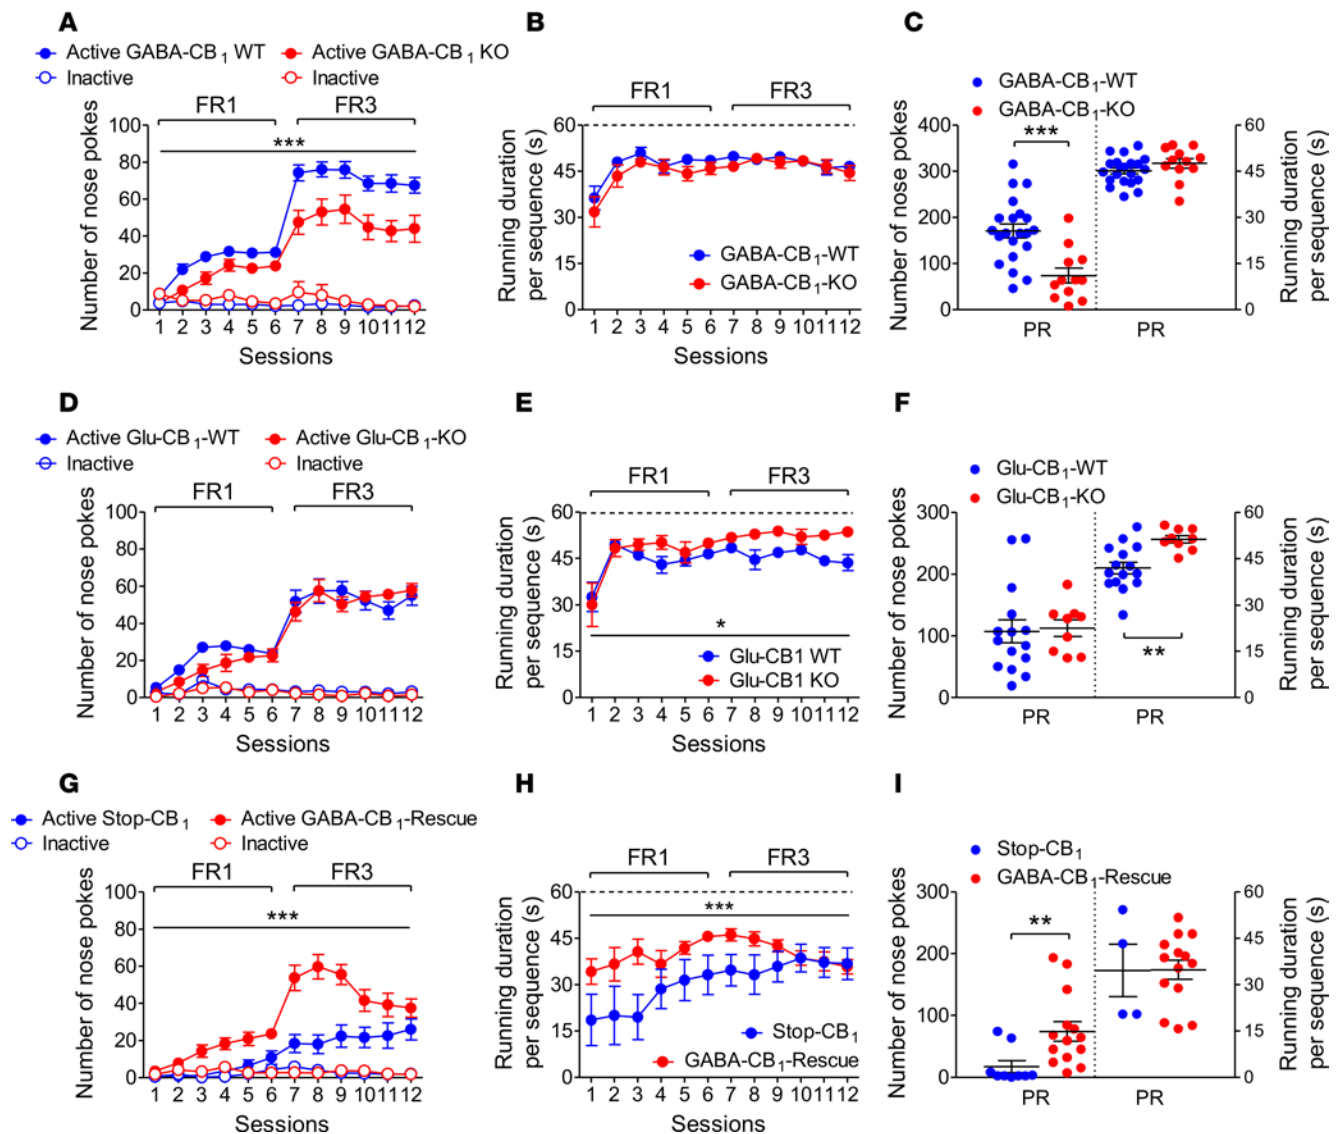 A
Active GABA-CB1 WT
Active GABA-CB1 KO
Inactive
Inactive
FR1
FR3
***
Number of nose pokes
100
80
60
40
20
0
1 2 3 4 5 6 7 8 9 10 11 12
Sessions
B
FR1
FR3
Running duration
per sequence (s)
60
45
30
15
0
GABA-CB1-WT
GABA-CB1-KO
1 2 3 4 5 6 7 8 9 10 11 12
Sessions
C
GABA-CB1-WT
GABA-CB1-KO
***
Number of nose pokes
400
300
200
100
0
60
45
30
15
0
Running duration
per sequence (s)
PR
PR
D
Active Glu-CB1-WT
Active Glu-CB1-KO
Inactive
Inactive
FR1
FR3
Number of nose pokes
100
80
60
40
20
0
1 2 3 4 5 6 7 8 9 10 11 12
Sessions
E
FR1
FR3
Running duration
per sequence (s)
60
45
30
15
0
*
Glu-CB1 WT
Glu-CB1 KO
1 2 3 4 5 6 7 8 9 10 11 12
Sessions
F
Glu-CB1-WT
Glu-CB1-KO
Number of nose pokes
300
200
100
0
**
60
45
30
15
0
Running duration
per sequence (s)
PR
PR
G
Active Stop-CB1
Active GABA-CB1-Rescue
Inactive
Inactive
FR1
FR3
***
Number of nose pokes
100
80
60
40
20
0
1 2 3 4 5 6 7 8 9 10 11 12
Sessions
H
FR1
FR3
***
Running duration
per sequence (s)
60
45
30
15
0
Stop-CB1
GABA-CB1-Rescue
1 2 3 4 5 6 7 8 9 10 11 12
Sessions
I
Stop-CB1
GABA-CB1-Rescue
**
Number of nose pokes
300
200
100
0
60
45
30
15
0
Running duration
per sequence (s)
PR
PR